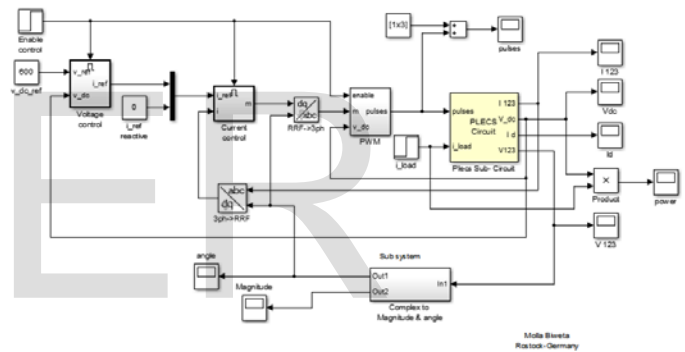 Enable
control
600
v_dc_ref
v_ref
v_dc
i_ref
Voltage
control
0
i_ref
reactive
i_ref
i
m
Current
control
dq
abc
RRF->3ph
enable
m
v_dc
pulses
PWM
[1x3]
+
+
pulses
i_load
pulses
i_load
PLECS
Circuit
I 123
V_dc
I d
V123
Plecs Sub- Circuit
I 123
Vdc
Id
×
Product
power
V 123
abc
dq
3ph->RRF
angle
Magnitude
Sub system
Out1
Out2
In1
Complex to
Magnitude & angle
Molla Biweta
Rostock-Germany
ER